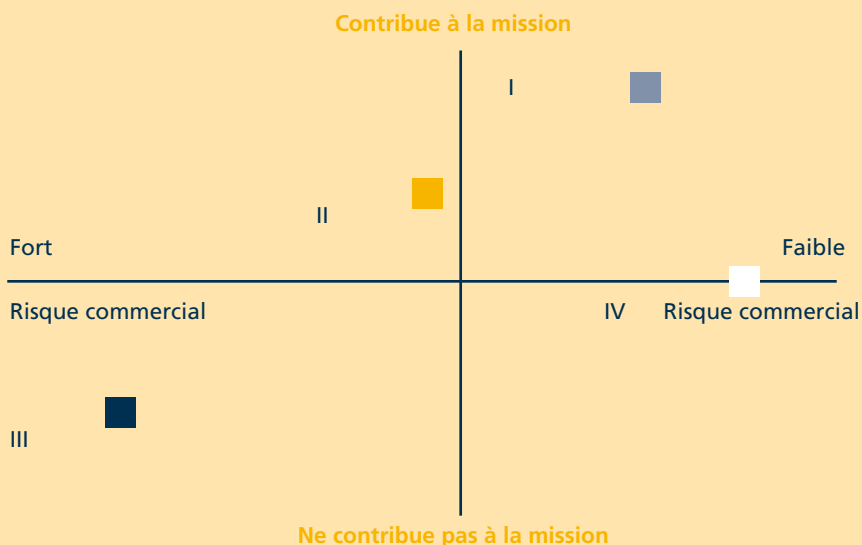 Contribue à la mission
I
II
Fort
Faible
Risque commercial
IV
Risque commercial
III
Ne contribue pas à la mission